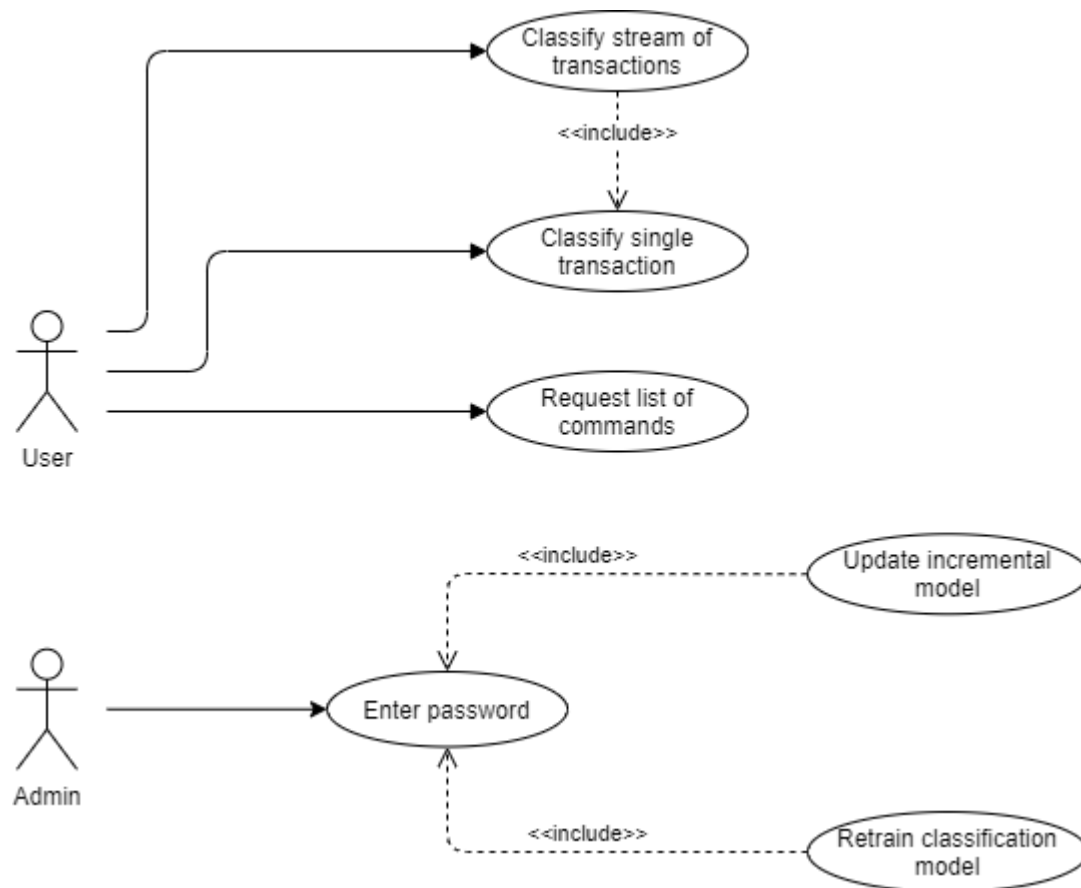 Classify stream of
transactions
<<include>>
Classify single
transaction
Request list of
commands
User
<<include>>
Update incremental
model
Enter password
Admin
<<include>>
Retrain classification
model